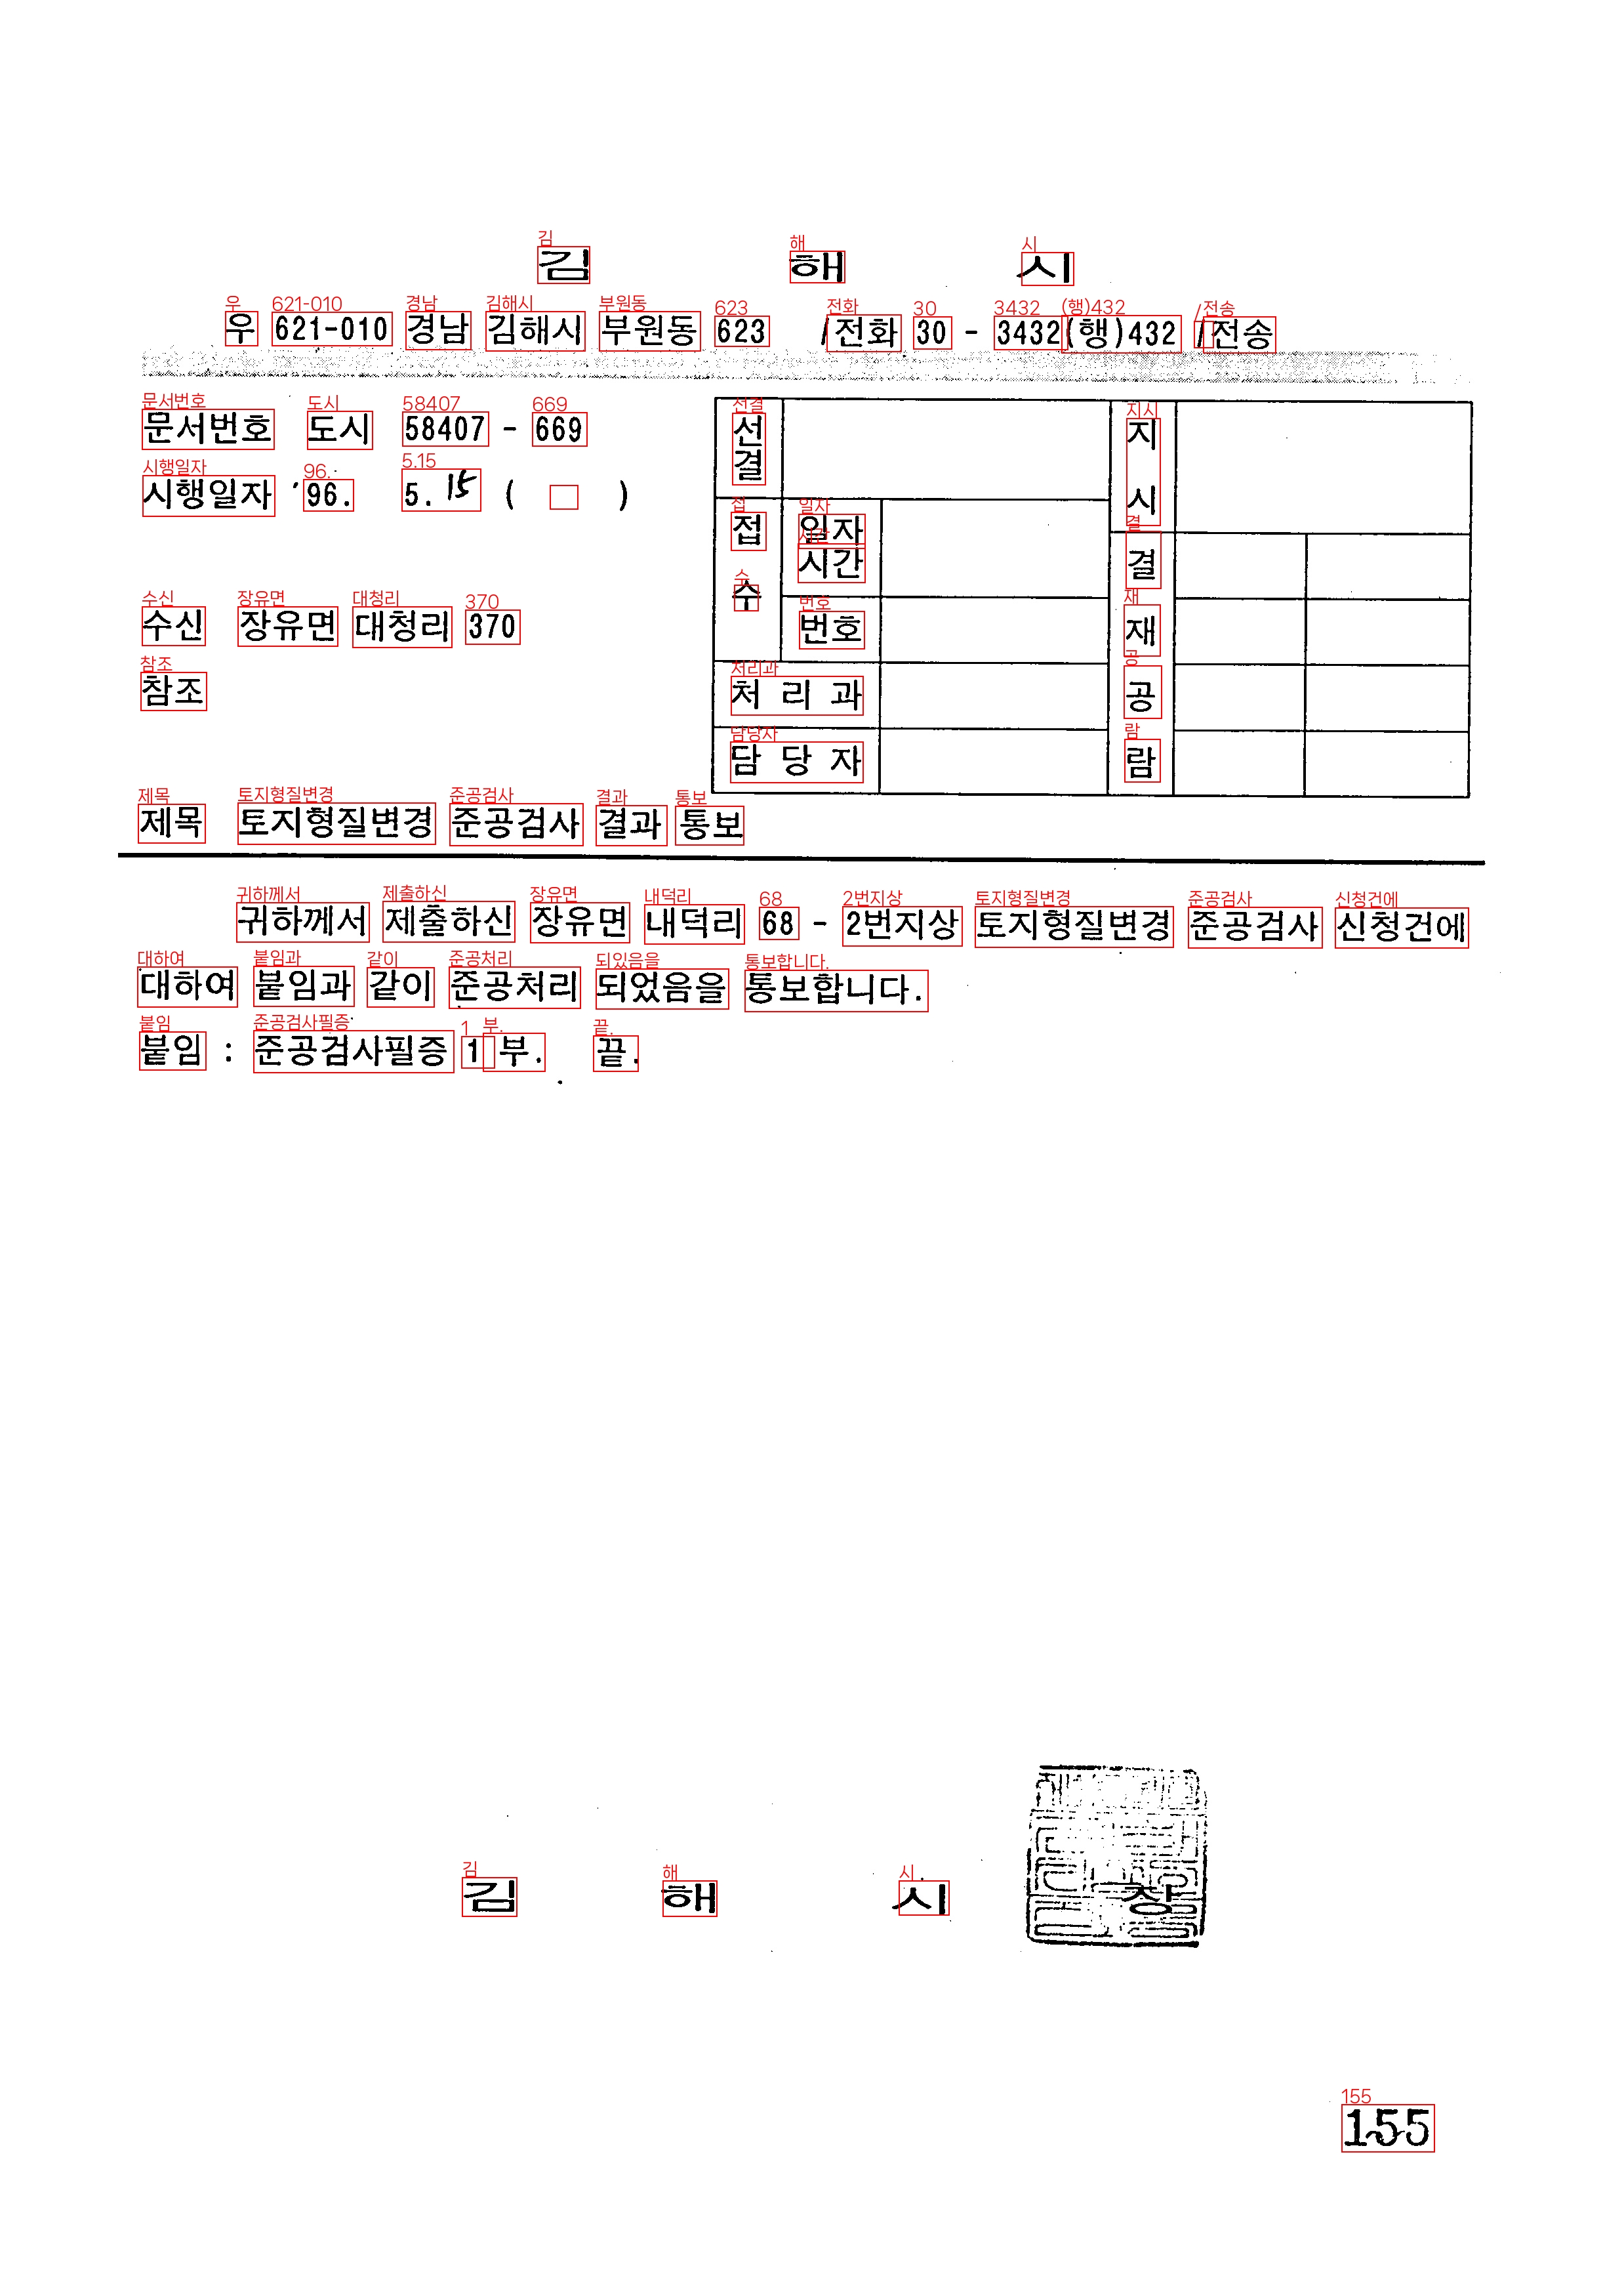 김 해 시
우 621-010 경남 김해시 부원동 623 /전화 30 - 3432(행)432 /전송
문서번호 도시 58407 - 669
시행일자 '96. 5. 15 ( )
수신 장유면 대청리 370
참조
선결
지시
접수
일자
시간
번호
결재
공람
처 리 과
담 당 자
제목 토지형질변경 준공검사 결과 통보
귀하께서 제출하신 장유면 내덕리 68 - 2번지상 토지형질변경 준공검사 신청건에
대하여 붙임과 같이 준공처리 되었음을 통보합니다.
붙임 : 준공검사필증 1 부. 끝.
김 해 시 장
155